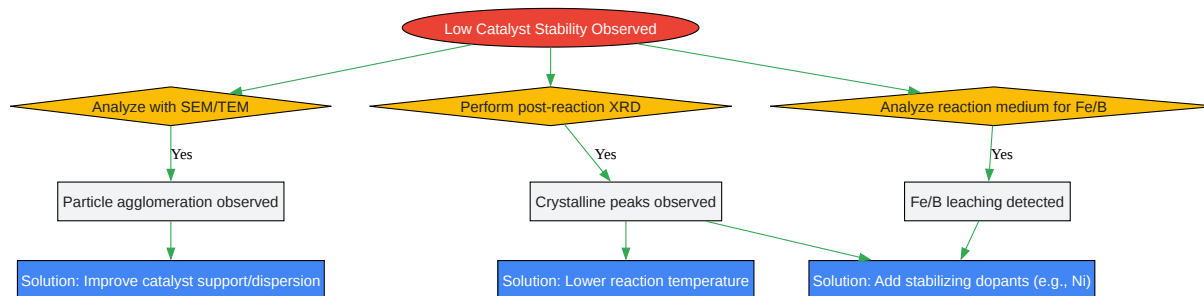 Low Catalyst Stability Observed
Analyze with SEM/TEM
Perform post-reaction XRD
Analyze reaction medium for Fe/B
Yes
Yes
Yes
Particle agglomeration observed
Crystalline peaks observed
Fe/B leaching detected
Solution: Improve catalyst support/dispersion
Solution: Lower reaction temperature
Solution: Add stabilizing dopants (e.g., Ni)